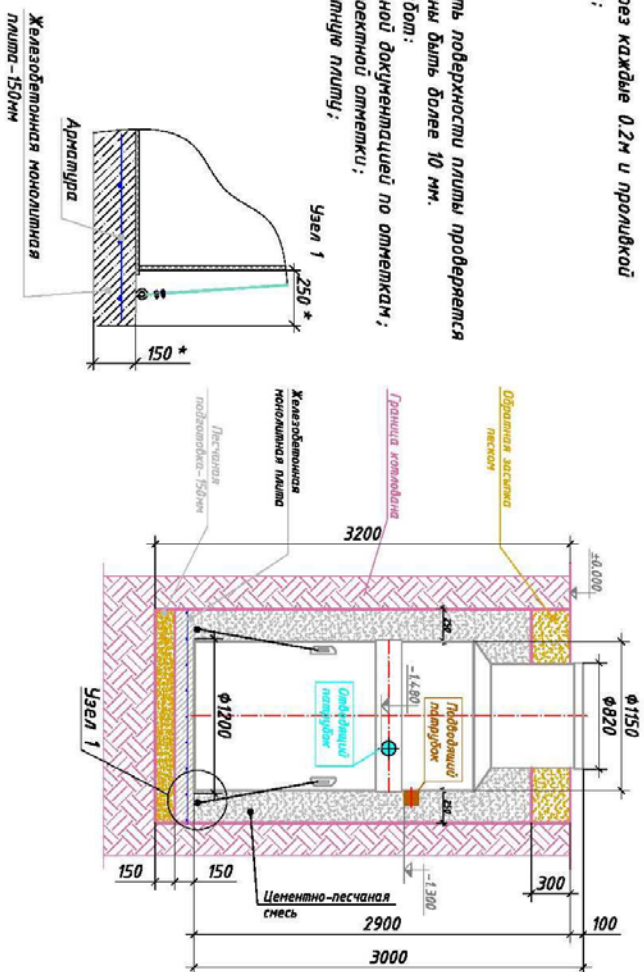 рез каждые 0.2м и проливкой
;
ть поверхности плиты проверяется
ны быть более 10 мм.
бот:
ной документацией по отметкам;
роектной отметки;
тную плиту;
Узел 1
250 *
150 *
Арматура
Железобетонная монолитная
плита-150мм
Обратная засыпка
песком
Граница котлована
Железобетонная
монолитная плита
Песчаная
подготовка-150мм
±0.000
3200
ф1150
ф820
250
250
-1.480
Подводящий
патрубок
Отводящий
патрубок
-1.300
ф1200
Узел 1
Цементно-песчаная
смесь
150
150
300
2900
100
3000